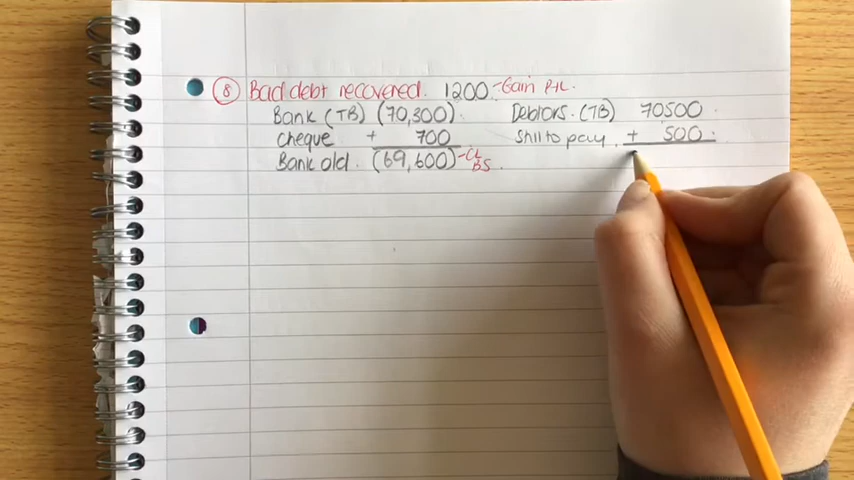 ⑧ Bad debt recovered. 1200 - Gain P+L.
Bank (TB) (70,300). Debtors. (TB) 70500
cheque + 700 still to pay. + 500
Bank o/d. (69,600) - CL
BS.